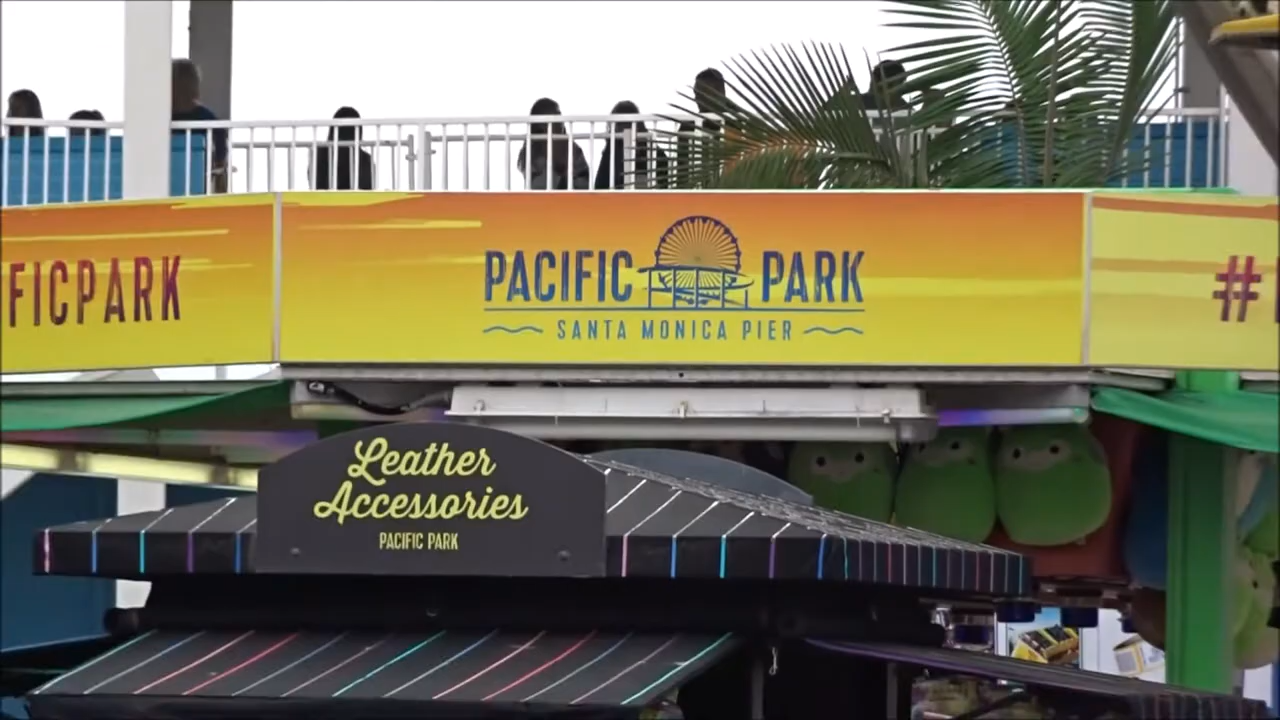 FICPARK
PACIFIC PARK
SANTA MONICA PIER
#
Leather
Accessories
PACIFIC PARK